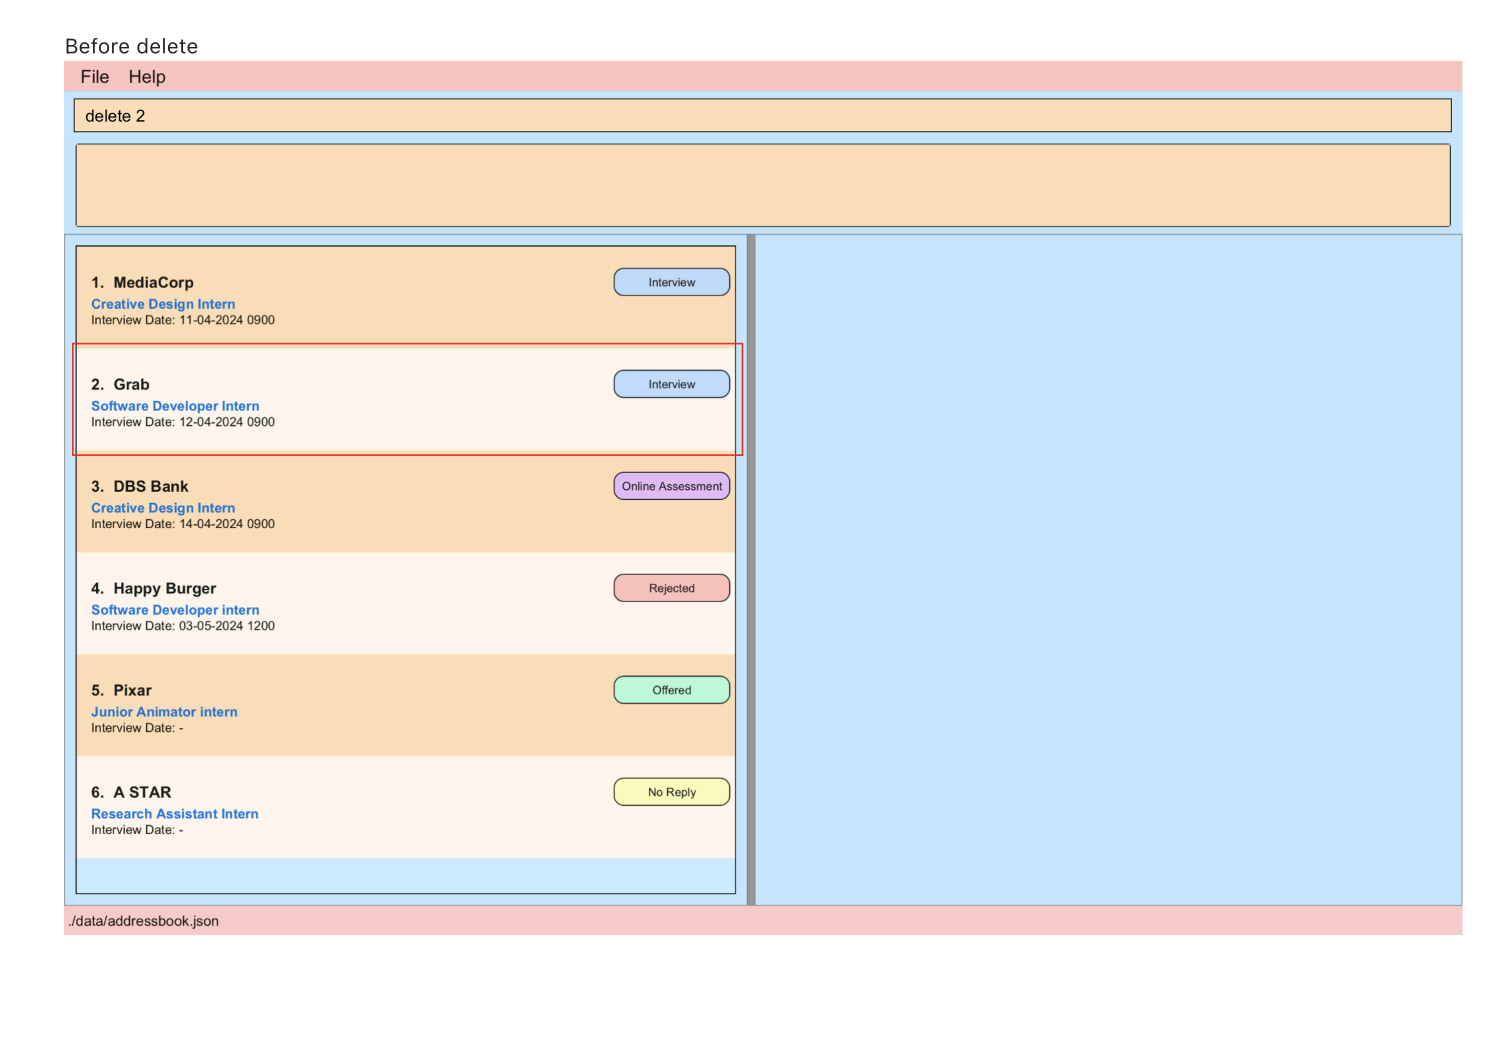 Before delete
File Help
delete 2
1. MediaCorp
Interview
Creative Design Intern
Interview Date: 11-04-2024 0900
2. Grab
Interview
Software Developer Intern
Interview Date: 12-04-2024 0900
3. DBS Bank
Online Assessment
Creative Design Intern
Interview Date: 14-04-2024 0900
4. Happy Burger
Rejected
Software Developer intern
Interview Date: 03-05-2024 1200
5. Pixar
Offered
Junior Animator intern
Interview Date: -
6. A STAR
No Reply
Research Assistant Intern
Interview Date: -
./data/addressbook.json